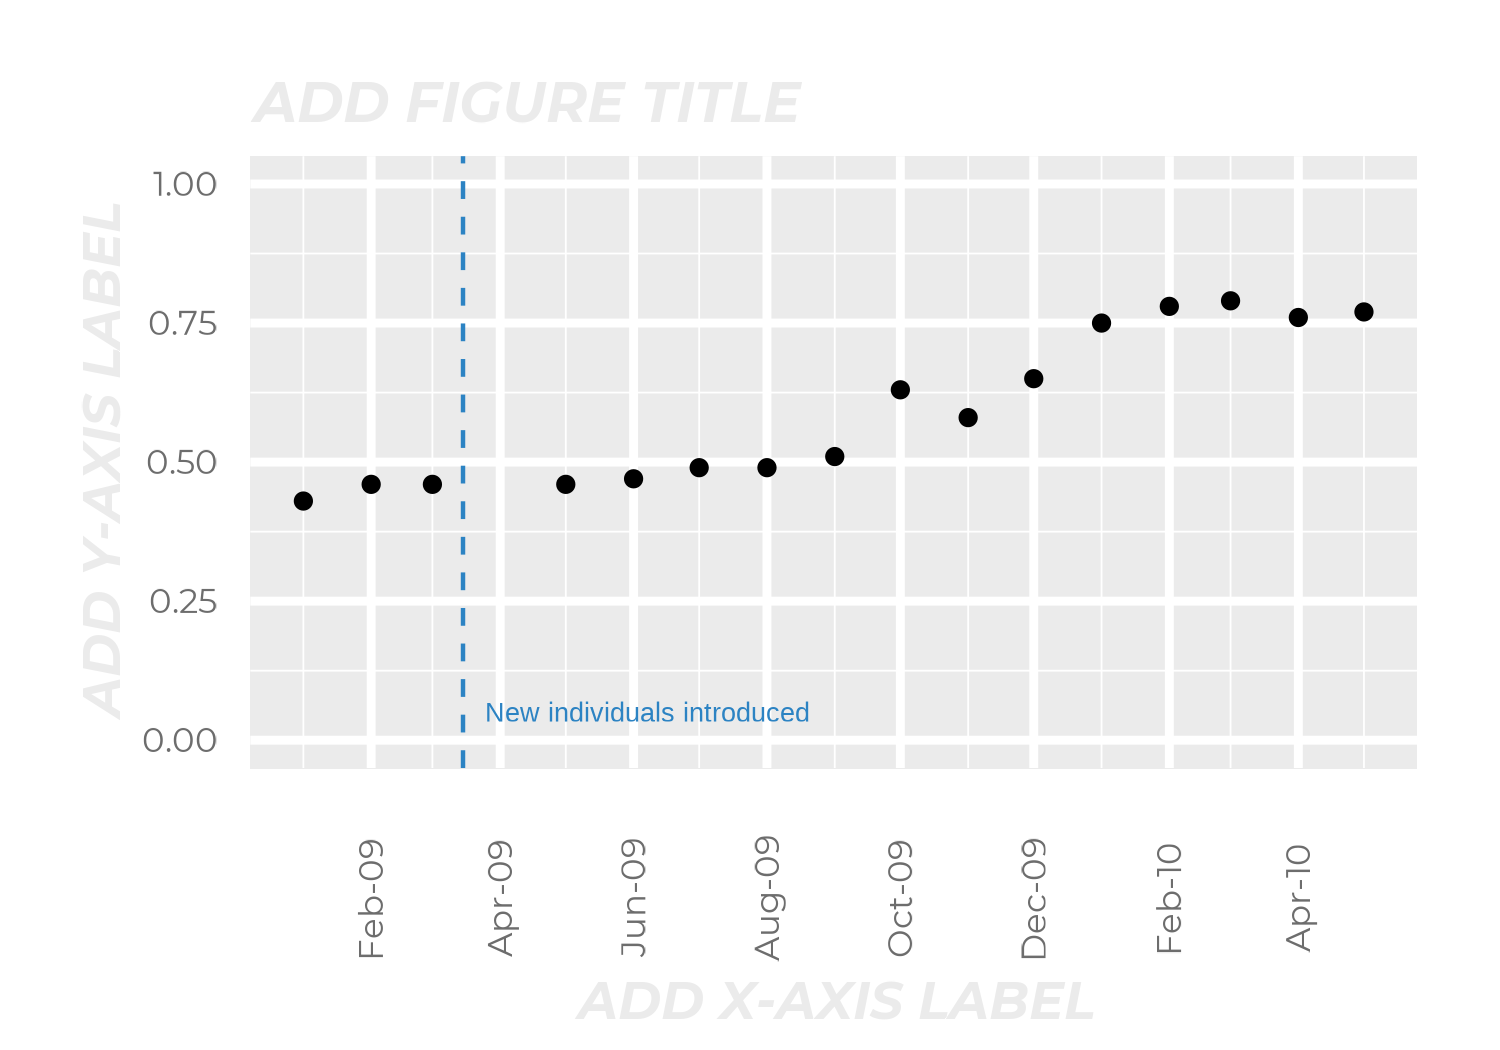 ADD FIGURE TITLE
ADD Y-AXIS LABEL
1.00
0.75
0.50
0.25
0.00
New individuals introduced
Feb-09
Apr-09
Jun-09
Aug-09
Oct-09
Dec-09
Feb-10
Apr-10
ADD X-AXIS LABEL